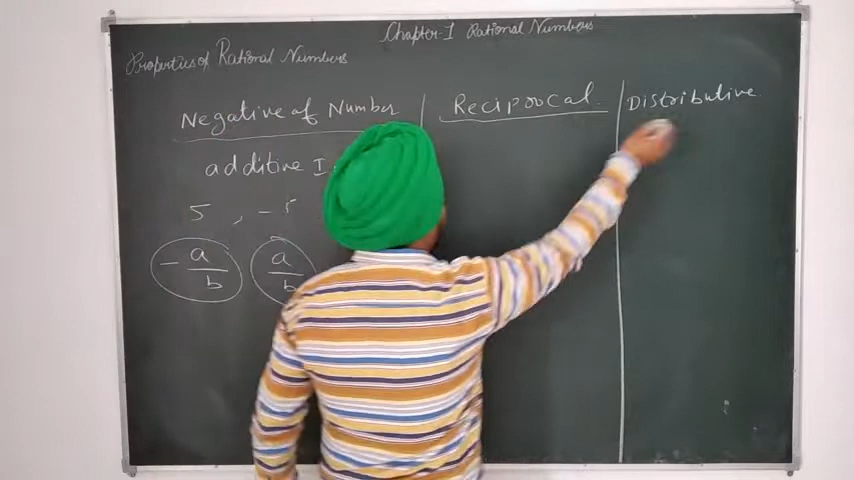 Chapter-I Rational Numbers
Properties of Rational Numbers
Negative of Number
Reciprocal.
Distributive
additive I
5 , - 5
- a/b
a/b